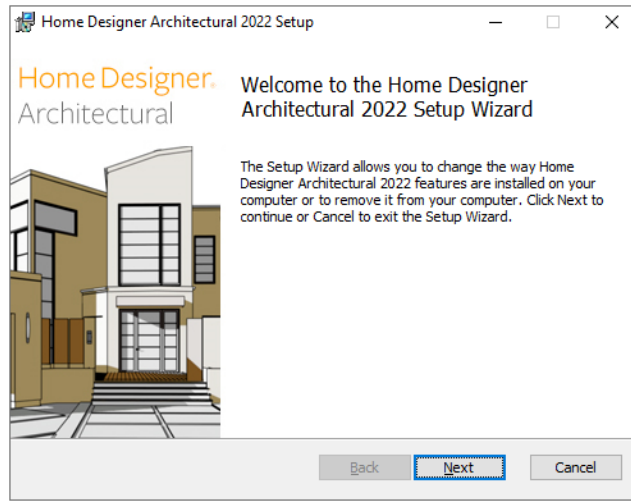 Home Designer Architectural 2022 Setup
Home Designer®
Architectural
Welcome to the Home Designer
Architectural 2022 Setup Wizard
The Setup Wizard allows you to change the way Home
Designer Architectural 2022 features are installed on your
computer or to remove it from your computer. Click Next to
continue or Cancel to exit the Setup Wizard.
Back
Next
Cancel